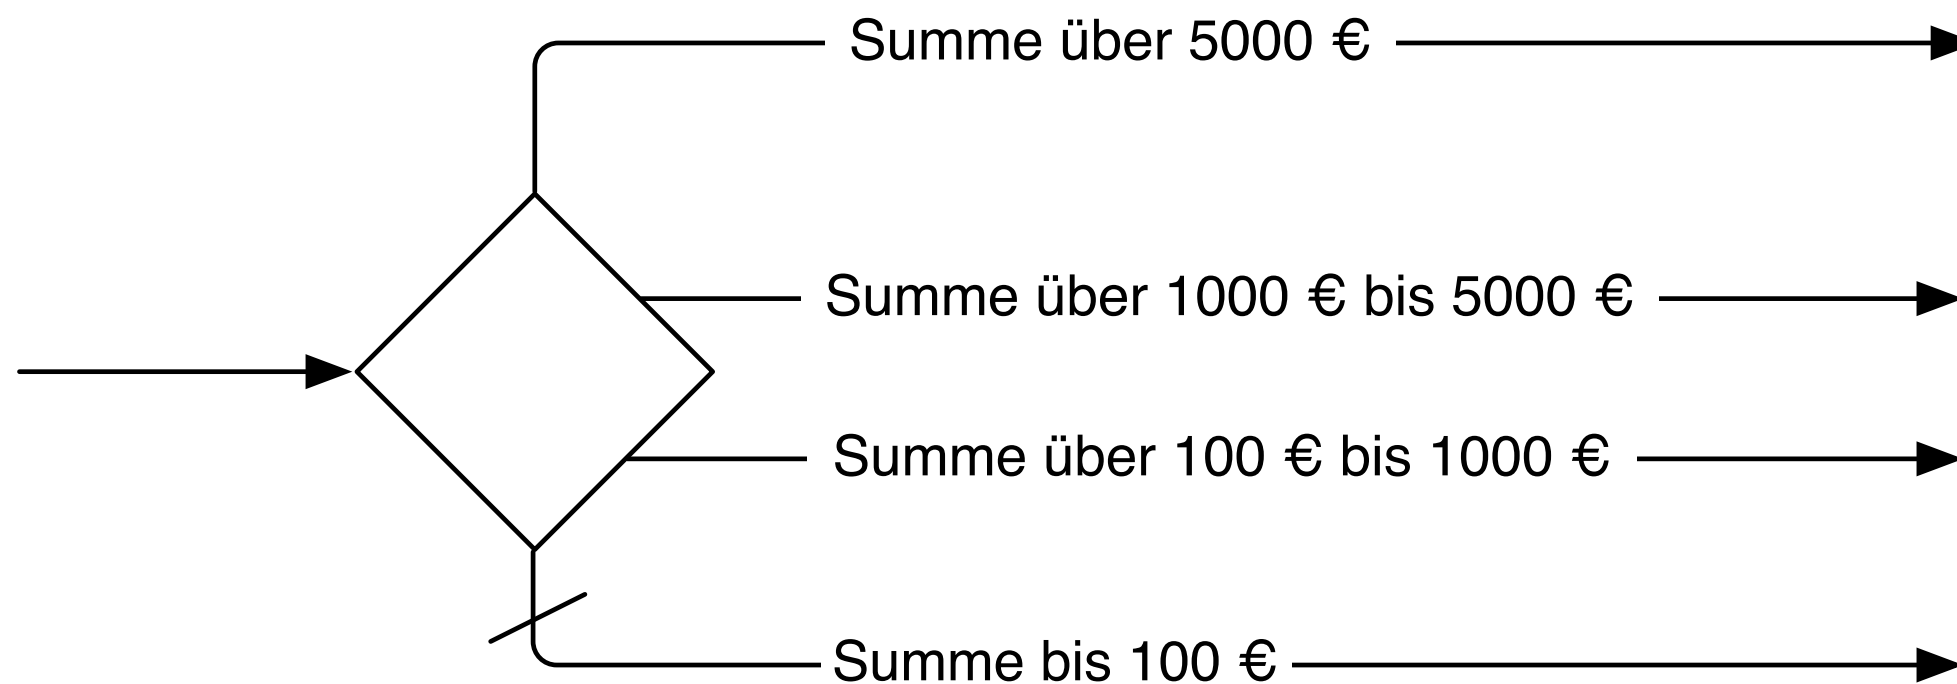 Summe über 5000 €
Summe über 1000 € bis 5000 €
Summe über 100 € bis 1000 €
Summe bis 100 €